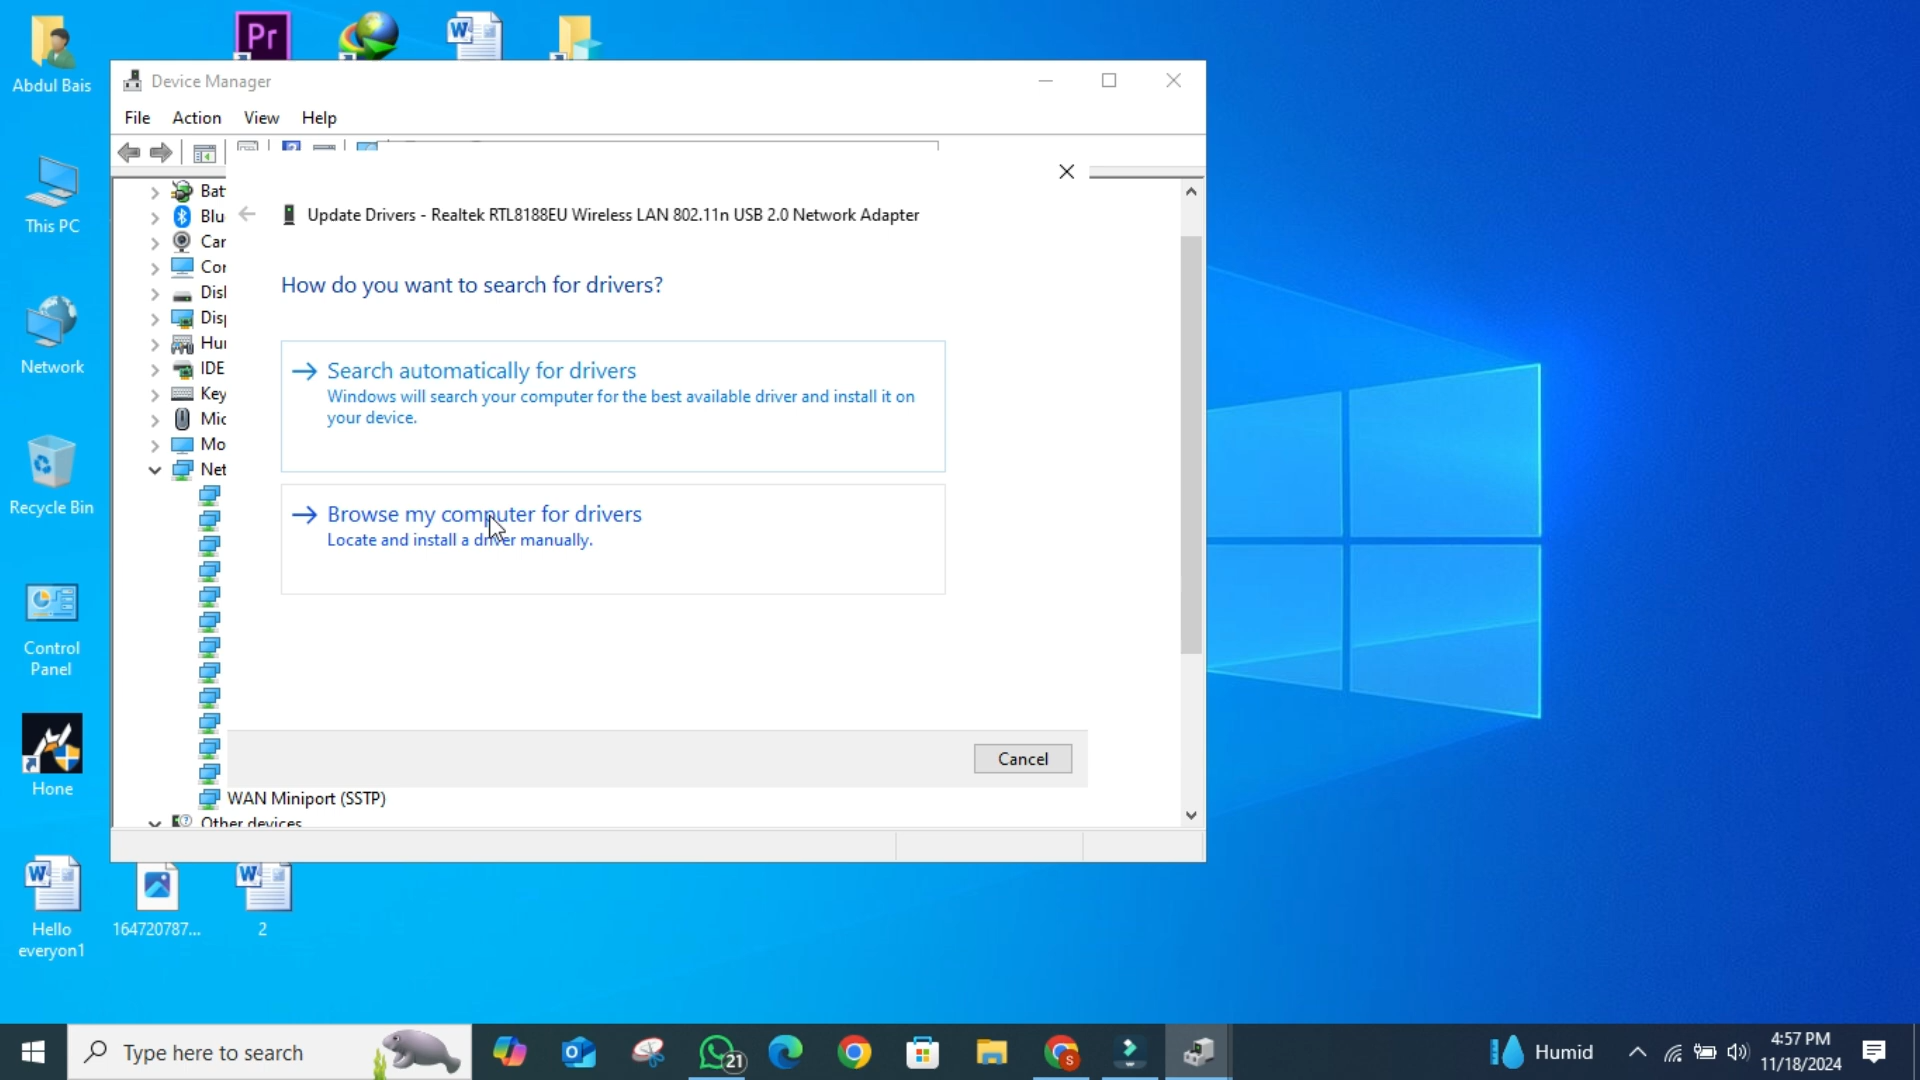 Pr
Abdul Bais
Device Manager
File Action View Help
This PC
Update Drivers - Realtek RTL8188EU Wireless LAN 802.11n USB 2.0 Network Adapter
How do you want to search for drivers?
Search automatically for drivers
Windows will search your computer for the best available driver and install it on
your device.
Browse my computer for drivers
Locate and install a driver manually.
Cancel
Bat
Blu
Car
Cor
Disl
Disp
Hur
IDE
Key
Mic
Mo
Net
WAN Miniport (SSTP)
Other devices
Network
Recycle Bin
Control
Panel
Hone
Hello
everyon1
164720787...
2
Type here to search
21
S
Humid
4:57 PM
11/18/2024